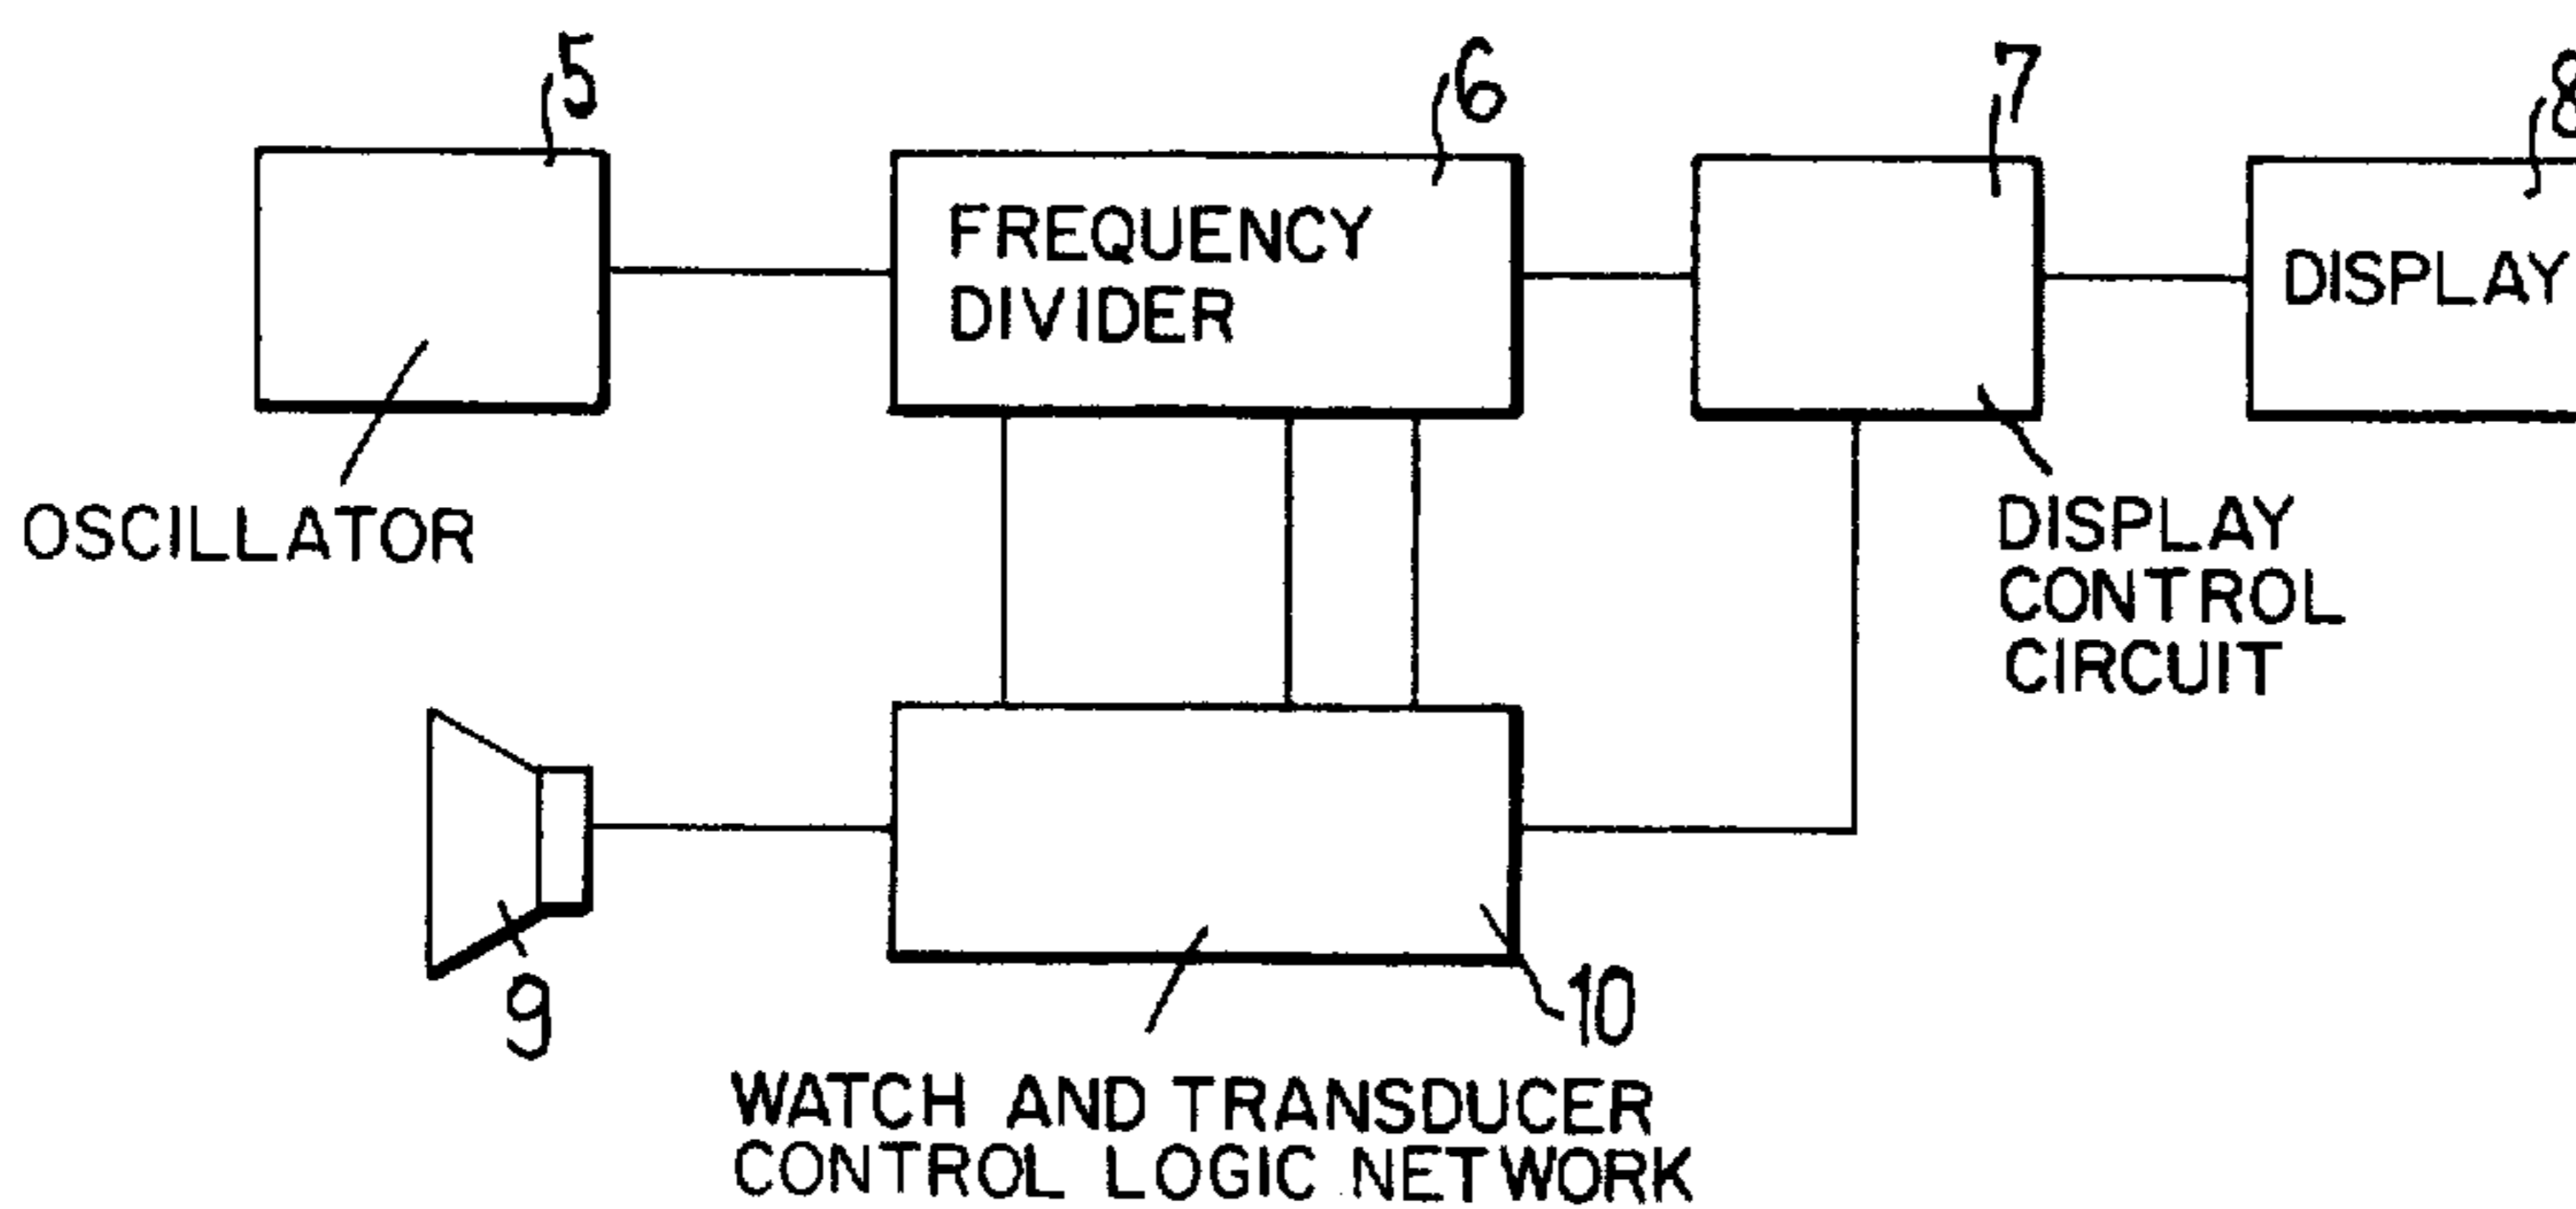 5
6
7
8
FREQUENCY
DIVIDER
DISPLAY
OSCILLATOR
DISPLAY
CONTROL
CIRCUIT
9
10
WATCH AND TRANSDUCER
CONTROL LOGIC NETWORK